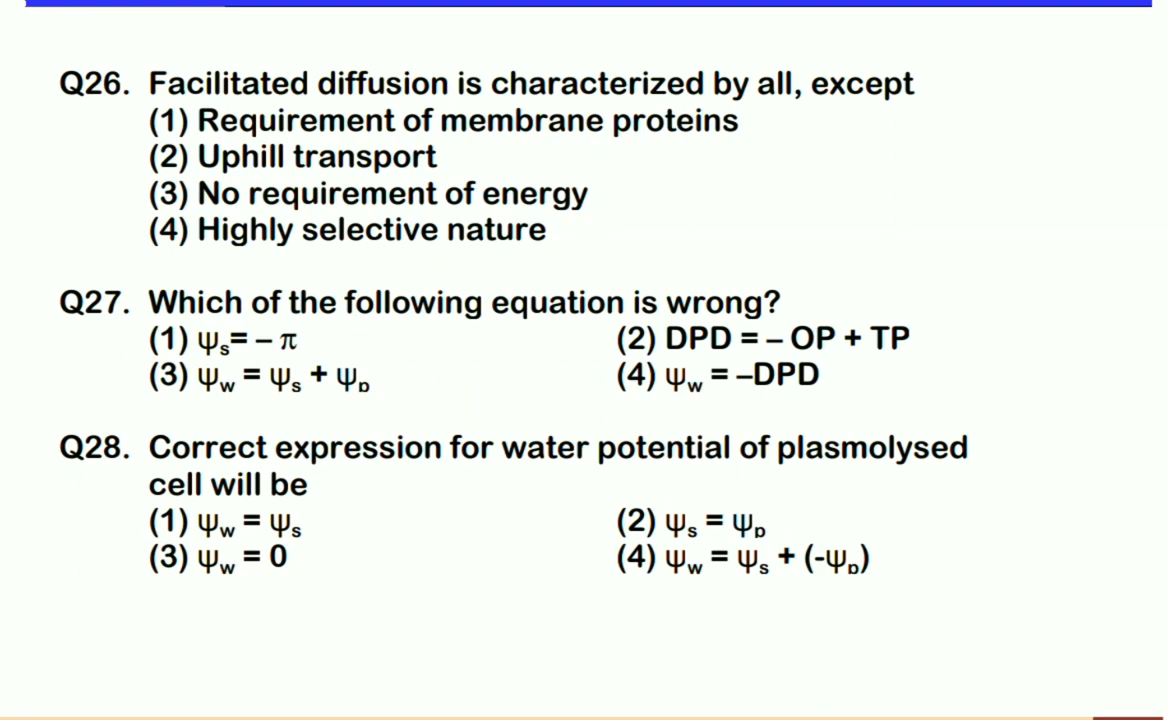 Q26. Facilitated diffusion is characterized by all, except
(1) Requirement of membrane proteins
(2) Uphill transport
(3) No requirement of energy
(4) Highly selective nature
Q27. Which of the following equation is wrong?
(1) ψₛ= – π (2) DPD = – OP + TP
(3) ψw = ψₛ + ψₚ (4) ψw = –DPD
Q28. Correct expression for water potential of plasmolysed
cell will be
(1) ψw = ψₛ (2) ψₛ = ψₚ
(3) ψw = 0 (4) ψw = ψₛ + (-ψₚ)